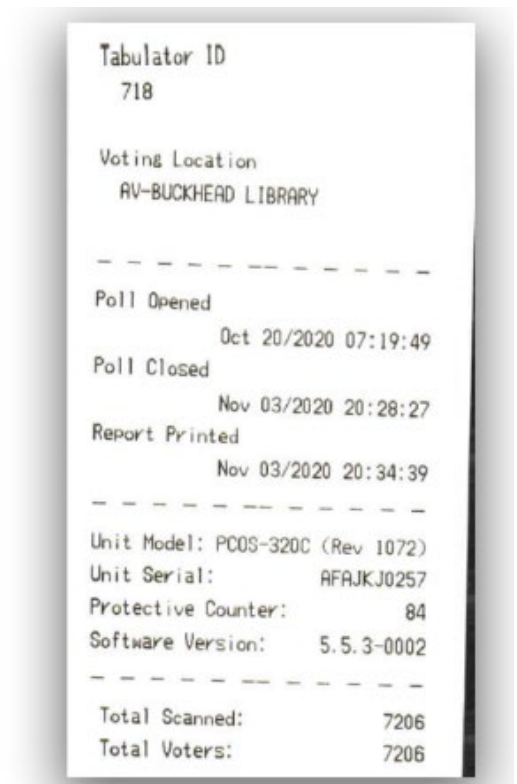 Tabulator ID
718
Voting Location
AV-BUCKHEAD LIBRARY
Poll Opened
Oct 20/2020 07:19:49
Poll Closed
Nov 03/2020 20:28:27
Report Printed
Nov 03/2020 20:34:39
Unit Model: PCOS-320C (Rev 1072)
Unit Serial: AFAJKJ0257
Protective Counter: 84
Software Version: 5.5.3-0002
Total Scanned: 7206
Total Voters: 7206